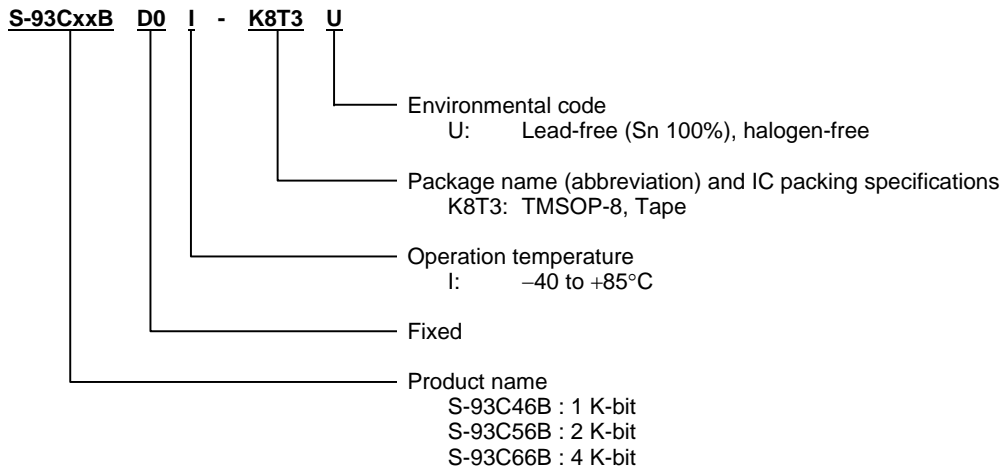 S-93CxxB D0 I - K8T3 U
Environmental code
U: Lead-free (Sn 100%), halogen-free
Package name (abbreviation) and IC packing specifications
K8T3: TMSOP-8, Tape
Operation temperature
I: −40 to +85°C
Fixed
Product name
S-93C46B : 1 K-bit
S-93C56B : 2 K-bit
S-93C66B : 4 K-bit